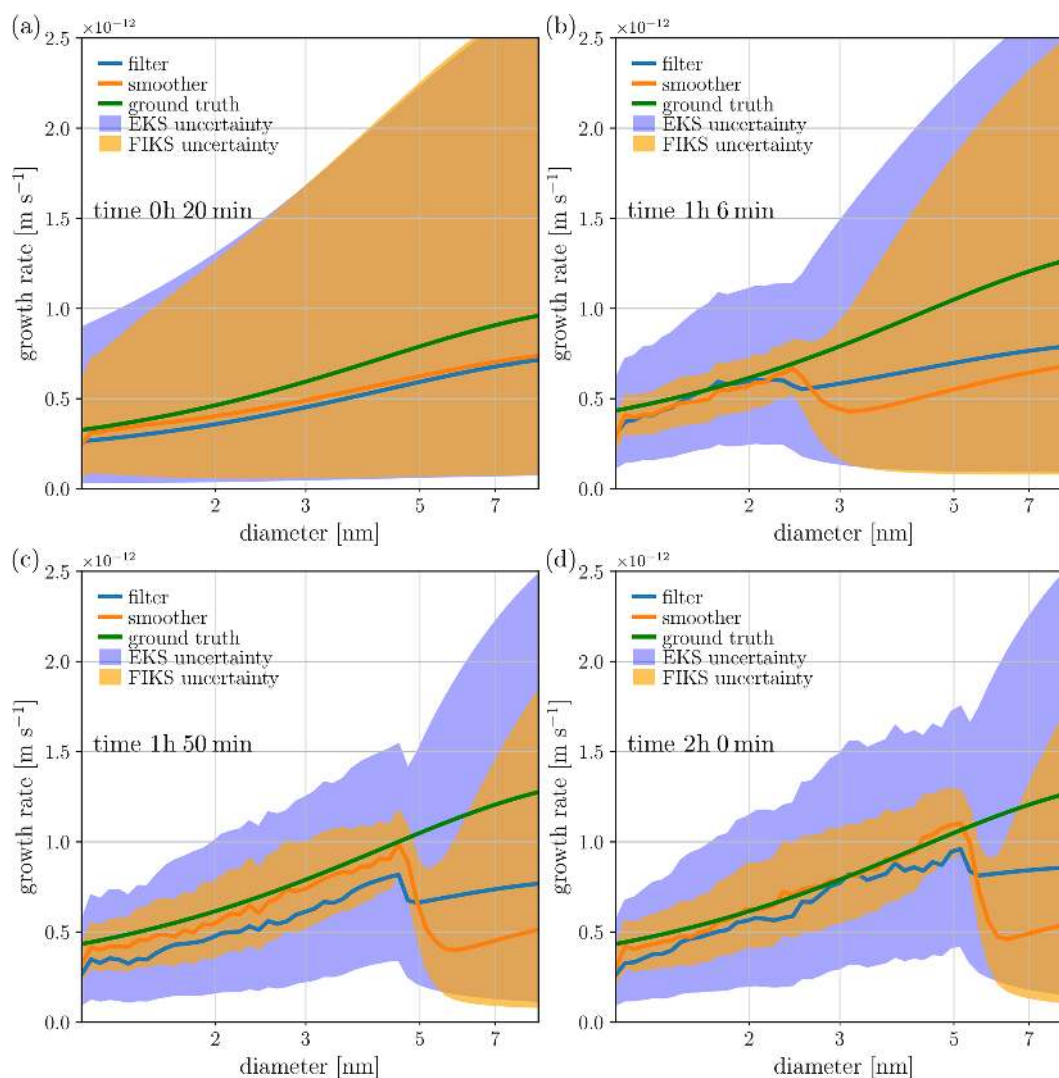 (a)
×10⁻¹²
2.5
2.0
1.5
1.0
0.5
0.0
growth rate [m s⁻¹]
filter
smoother
ground truth
EKS uncertainty
FIKS uncertainty
time 0h 20 min
2 3 5 7
diameter [nm]
(b)
×10⁻¹²
2.5
2.0
1.5
1.0
0.5
0.0
growth rate [m s⁻¹]
filter
smoother
ground truth
EKS uncertainty
FIKS uncertainty
time 1h 6 min
2 3 5 7
diameter [nm]
(c)
×10⁻¹²
2.5
2.0
1.5
1.0
0.5
0.0
growth rate [m s⁻¹]
filter
smoother
ground truth
EKS uncertainty
FIKS uncertainty
time 1h 50 min
2 3 5 7
diameter [nm]
(d)
×10⁻¹²
2.5
2.0
1.5
1.0
0.5
0.0
growth rate [m s⁻¹]
filter
smoother
ground truth
EKS uncertainty
FIKS uncertainty
time 2h 0 min
2 3 5 7
diameter [nm]